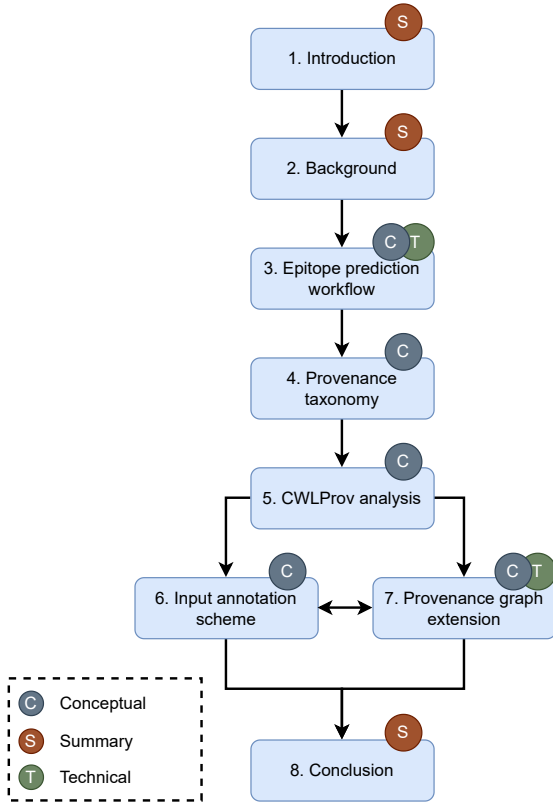 S
1. Introduction
S
2. Background
C T
3. Epitope prediction
workflow
C
4. Provenance
taxonomy
C
5. CWLProv analysis
C
6. Input annotation
scheme
C T
7. Provenance graph
extension
C Conceptual
S Summary
T Technical
S
8. Conclusion